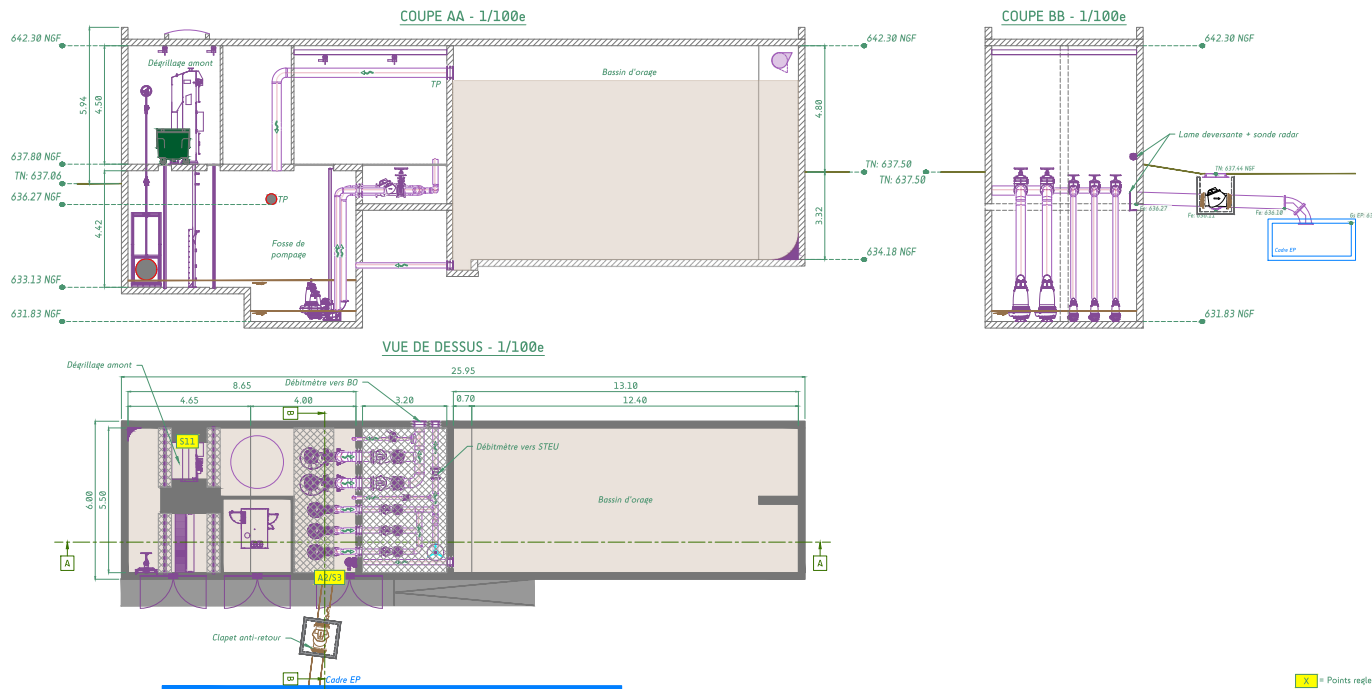 COUPE AA - 1/100e
COUPE BB - 1/100e
642.30 NGF
642.30 NGF
642.30 NGF
Dégrillage amont
Bassin d'orage
TP
5.94
4.50
4.80
Lame deversante + sonde radar
637.80 NGF
TN: 637.06
636.27 NGF
TP
TN: 637.50
TN: 637.50
TN: 637.44 NGF
Fe: 636.27
Fe: 636.10
4.42
3.32
Fosse de
pompage
Cadre EP
633.13 NGF
634.18 NGF
631.83 NGF
631.83 NGF
VUE DE DESSUS - 1/100e
Dégrillage amont
25.95
8.65
Débitmètre vers BO
13.10
4.65
4.00
3.20
0.70
12.40
B
S11
Débitmètre vers STEU
6.00
5.50
Bassin d'orage
A
A
A2/S3
Clapet anti-retour
B
Cadre EP
X
= Points regle